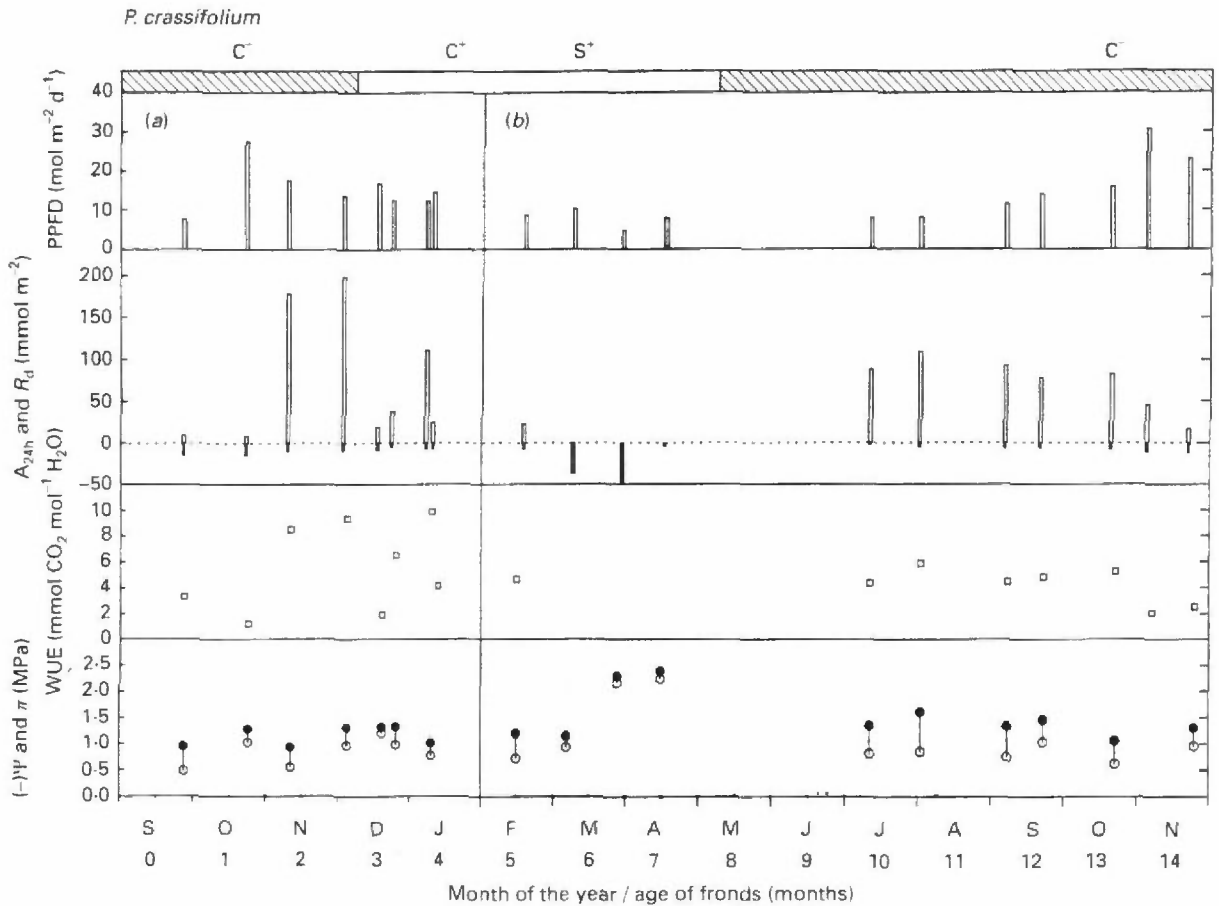 P. crassifolium
C⁻ C⁺ S⁺ C⁻
(a) (b)
PPFD (mol m⁻² d⁻¹)
40
30
20
10
0
A₂₄ₕ and R_d (mmol m⁻²)
200
150
100
50
0
−50
WUE (mmol CO₂ mol⁻¹ H₂O)
10
8
6
4
2
0
(−)Ψ and π (MPa)
2·5
2·0
1·5
1·0
0·5
0·0
S O N D J F M A M J J A S O N
0 1 2 3 4 5 6 7 8 9 10 11 12 13 14
Month of the year / age of fronds (months)